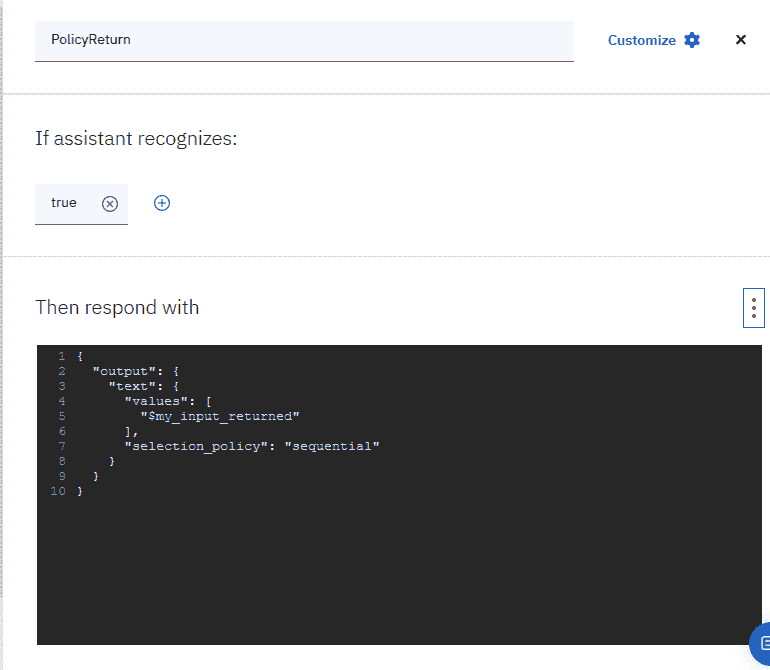 PolicyReturn
Customize
If assistant recognizes:
true
Then respond with
1 {
2   "output": {
3     "text": {
4       "values": [
5         "$my_input_returned"
6       ],
7       "selection_policy": "sequential"
8     }
9   }
10 }